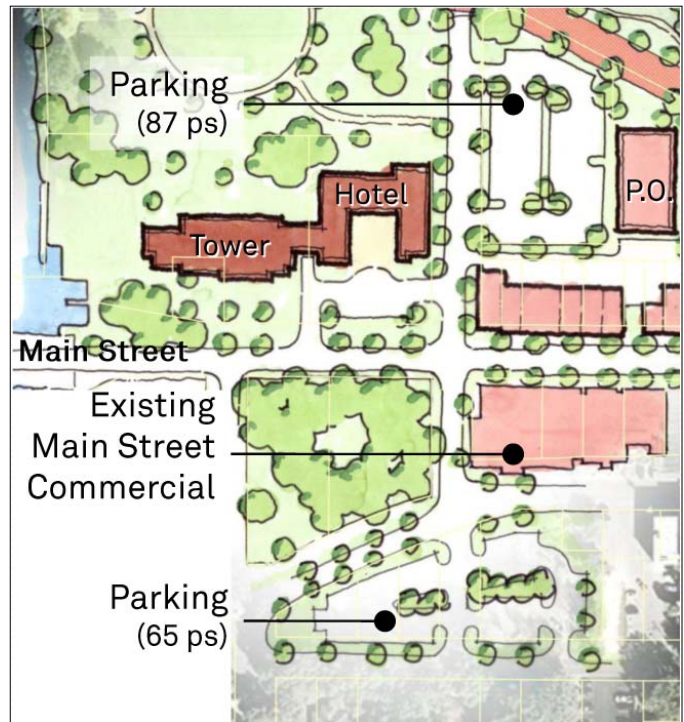 Parking
(87 ps)
P.O.
Hotel
Tower
Main Street
Existing
Main Street
Commercial
Parking
(65 ps)